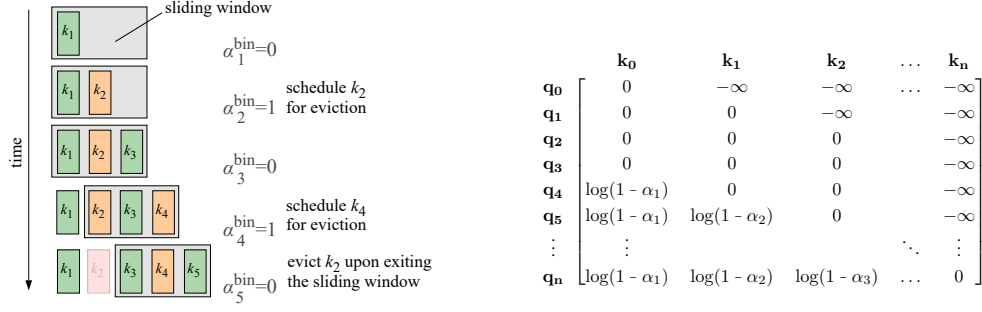 sliding window
time
k₁
α₁ᵇⁱⁿ=0
k₁ k₂
α₂ᵇⁱⁿ=1
schedule k₂
for eviction
k₁ k₂ k₃
α₃ᵇⁱⁿ=0
k₁ k₂ k₃ k₄
α₄ᵇⁱⁿ=1
schedule k₄
for eviction
k₁ k₂ k₃ k₄ k₅
α₅ᵇⁱⁿ=0
evict k₂ upon exiting
the sliding window
k₀ k₁ k₂ … kₙ
q₀ 0 −∞ −∞ … −∞
q₁ 0 0 −∞ −∞
q₂ 0 0 0 −∞
q₃ 0 0 0 −∞
q₄ log(1 - α₁) 0 0 −∞
q₅ log(1 - α₁) log(1 - α₂) 0 −∞
⋮ ⋮ ⋱ ⋮
qₙ log(1 - α₁) log(1 - α₂) log(1 - α₃) … 0